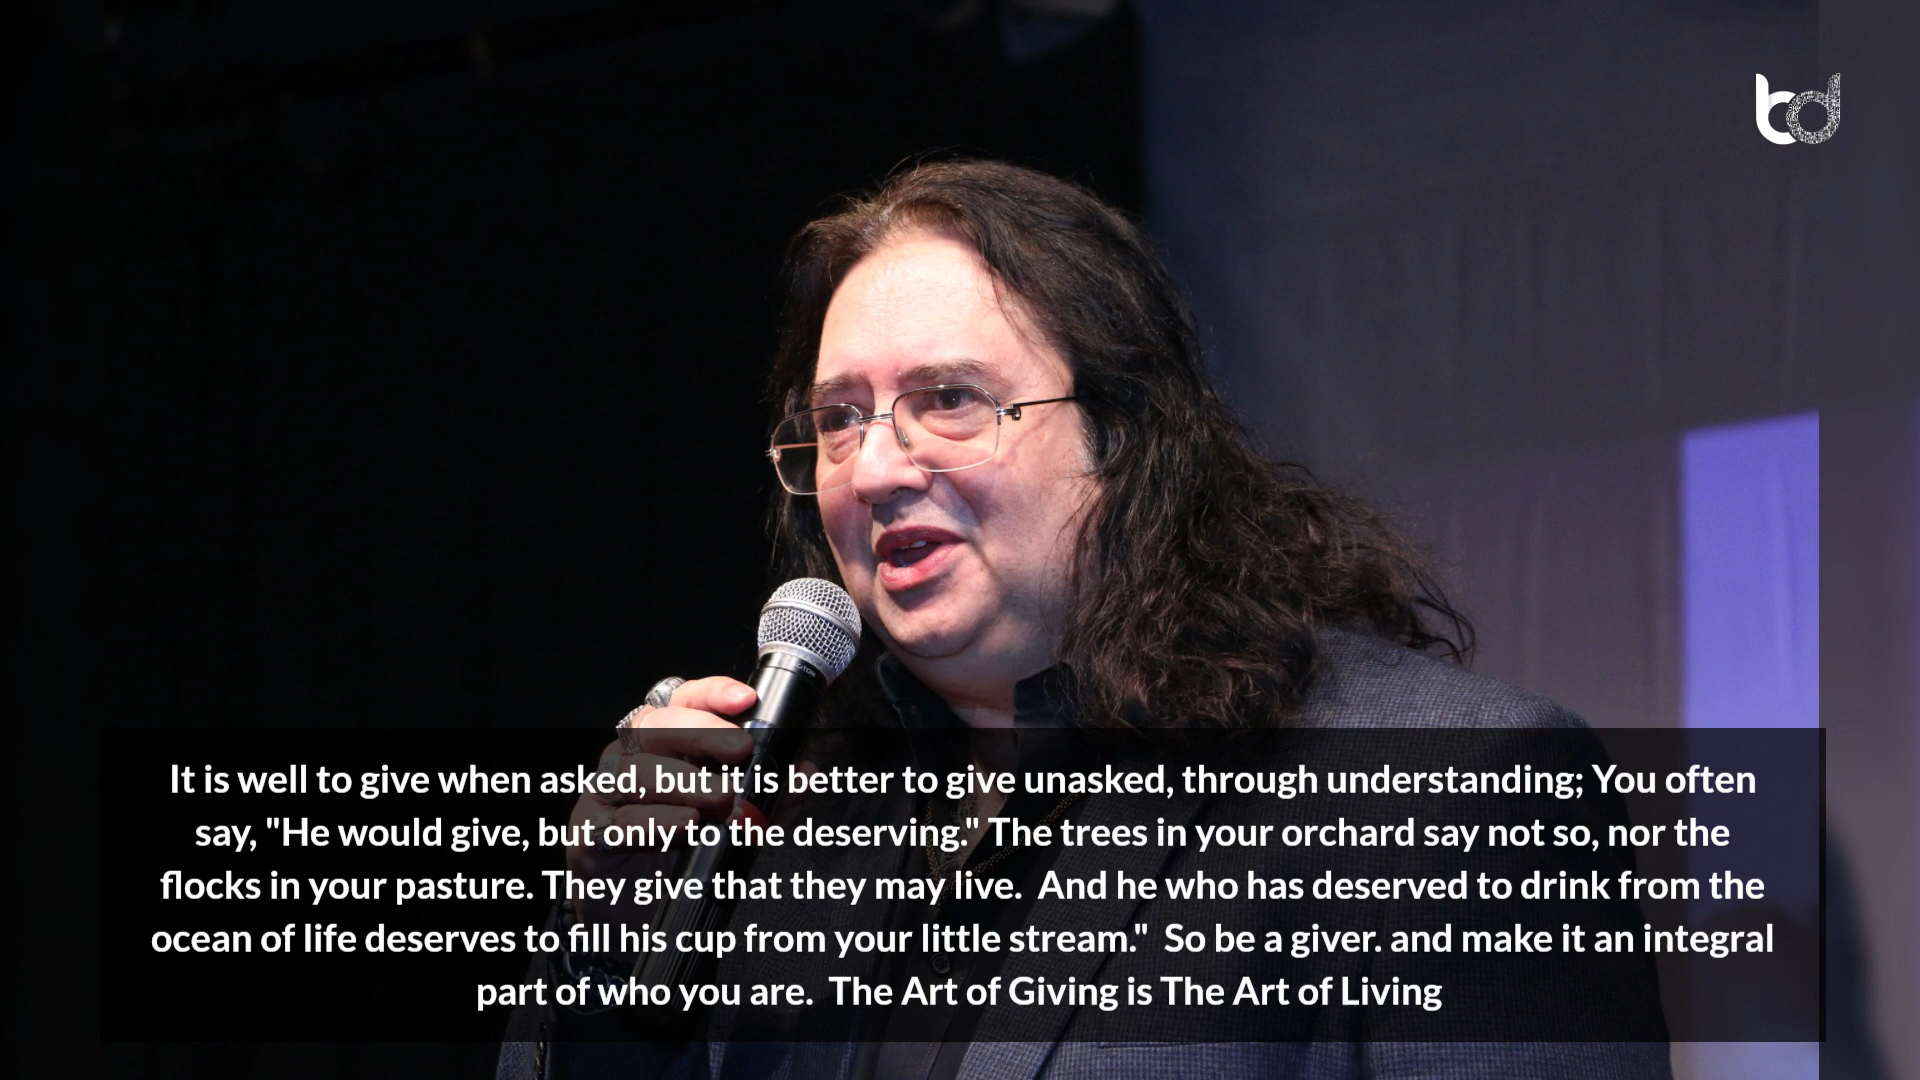 bd
It is well to give when asked, but it is better to give unasked, through understanding; You often
say, "He would give, but only to the deserving." The trees in your orchard say not so, nor the
flocks in your pasture. They give that they may live.  And he who has deserved to drink from the
ocean of life deserves to fill his cup from your little stream."  So be a giver. and make it an integral
part of who you are.  The Art of Giving is The Art of Living